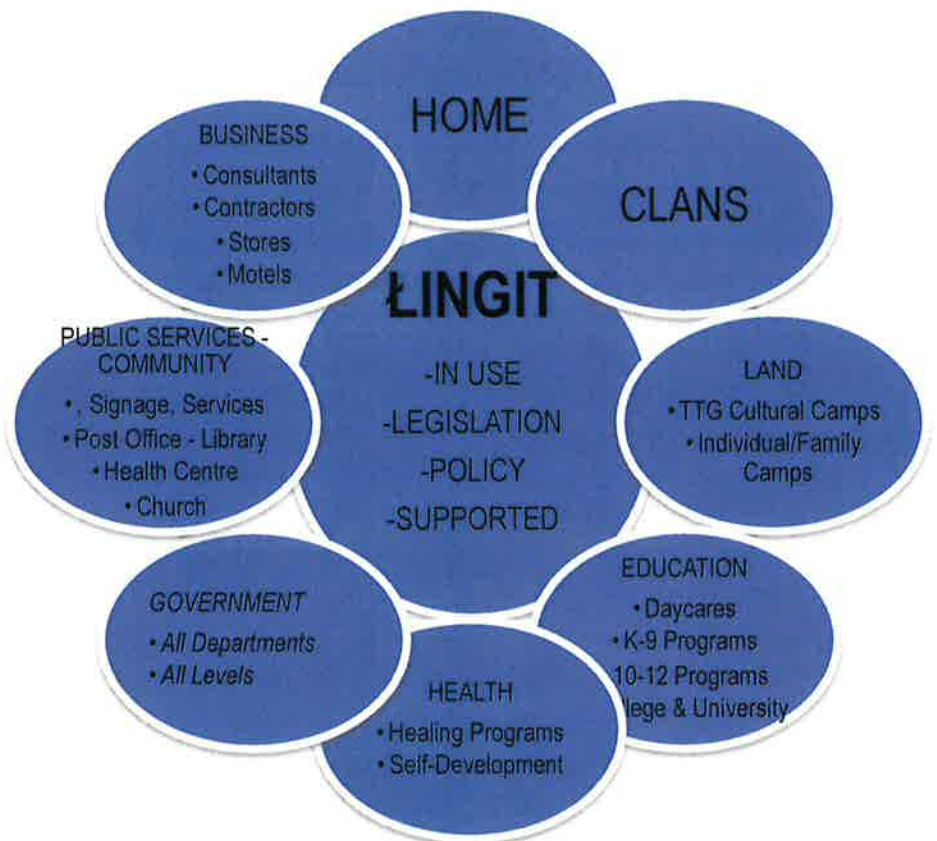 HOME
CLANS
BUSINESS
• Consultants
• Contractors
• Stores
• Motels
ŁINGIT
-IN USE
-LEGISLATION
-POLICY
-SUPPORTED
PUBLIC SERVICES -
COMMUNITY
• , Signage, Services
• Post Office - Library
• Health Centre
• Church
LAND
• TTG Cultural Camps
• Individual/Family
Camps
EDUCATION
• Daycares
• K-9 Programs
10-12 Programs
llege & University
GOVERNMENT
• All Departments
• All Levels
HEALTH
• Healing Programs
• Self-Development